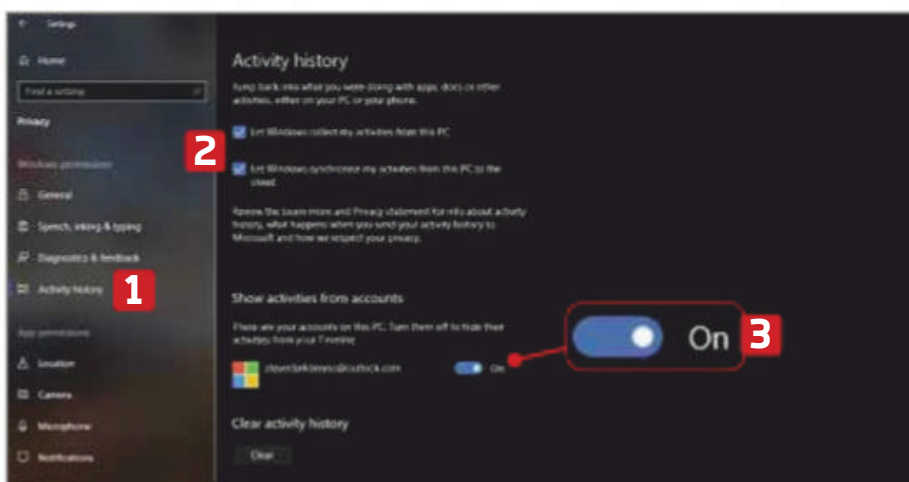 Settings
Home
Find a setting
Privacy
Windows permissions
General
Speech, inking & typing
Diagnostics & feedback
Activity history
1
App permissions
Location
Camera
Microphone
Notifications
Activity history
Jump back into what you were doing with apps, docs or other
activities, either on your PC or your phone.
2
Let Windows collect my activities from this PC
Let Windows synchronise my activities from this PC to the
cloud
Review the Learn more and Privacy statement for info about activity
history, what happens when you send your activity history to
Microsoft and how we respect your privacy.
Show activities from accounts
These are your accounts on this PC. Turn them off to hide their
activities from your Timeline
On
On
3
Clear activity history
Clear